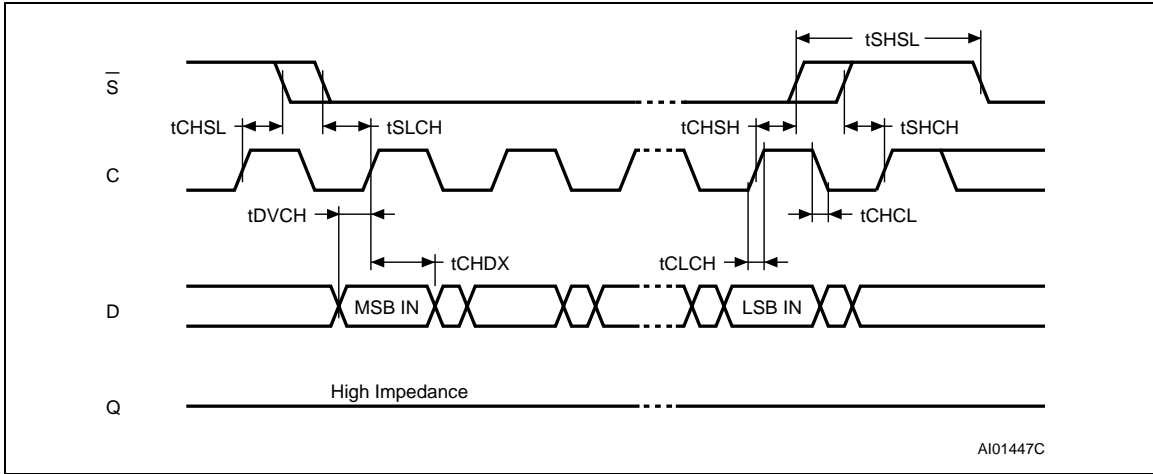 tSHSL
S
tCHSL
tSLCH
tCHSH
tSHCH
C
tDVCH
tCHCL
tCHDX
tCLCH
D
MSB IN
LSB IN
High Impedance
Q
AI01447C